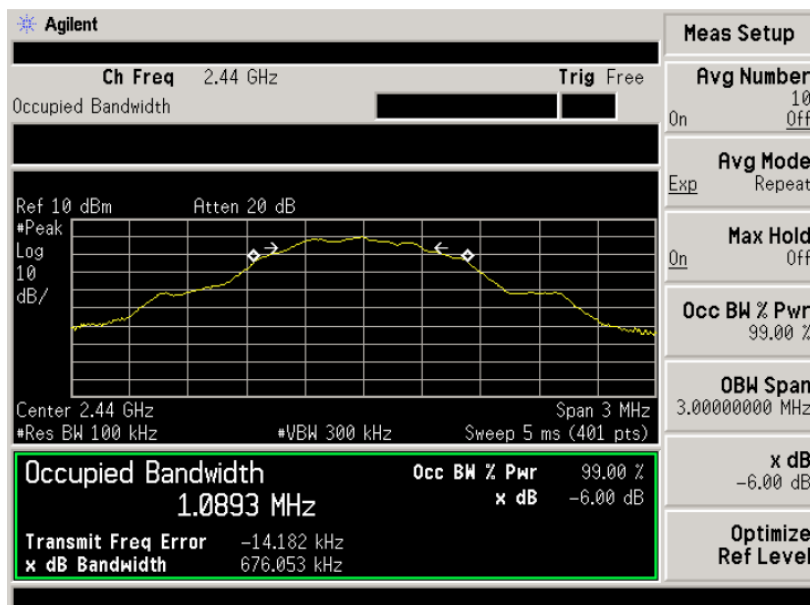 Agilent
Ch Freq 2.44 GHz Trig Free
Occupied Bandwidth
Ref 10 dBm Atten 20 dB
#Peak
Log
10
dB/
Center 2.44 GHz Span 3 MHz
#Res BW 100 kHz #VBW 300 kHz Sweep 5 ms (401 pts)
Occupied Bandwidth Occ BW % Pwr 99.00 %
1.0893 MHz x dB -6.00 dB
Transmit Freq Error -14.182 kHz
x dB Bandwidth 676.053 kHz
Meas Setup
Avg Number
10
On Off
Avg Mode
Exp Repeat
Max Hold
On Off
Occ BW % Pwr
99.00 %
OBW Span
3.00000000 MHz
x dB
-6.00 dB
Optimize
Ref Level